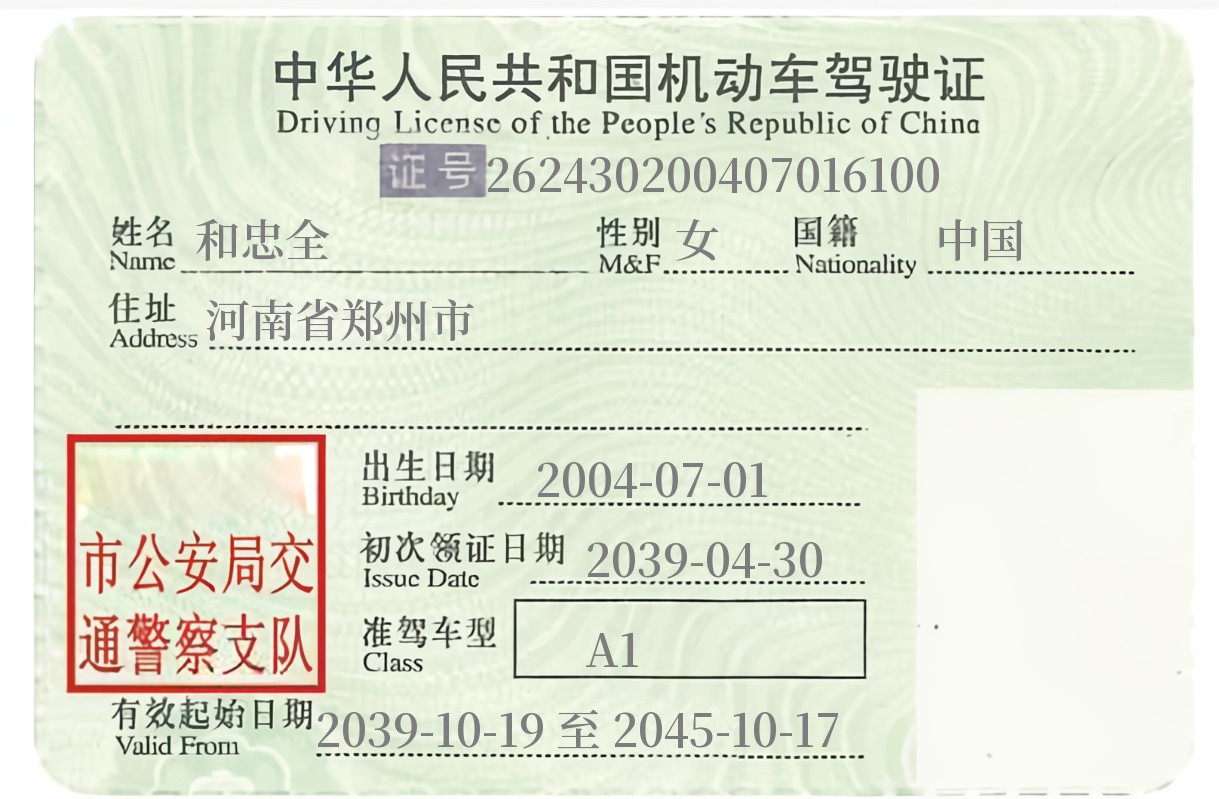 中华人民共和国机动车驾驶证
Driving License of the People's Republic of China
证号 262430200407016100
姓名 和忠全 性别 女 国籍 中国
Name M&F Nationality
住址 河南省郑州市
Address
出生日期 2004-07-01
Birthday
初次领证日期 2039-04-30
Issue Date
市公安局交
通警察支队
准驾车型 A1
Class
有效起始日期 2039-10-19 至 2045-10-17
Valid From